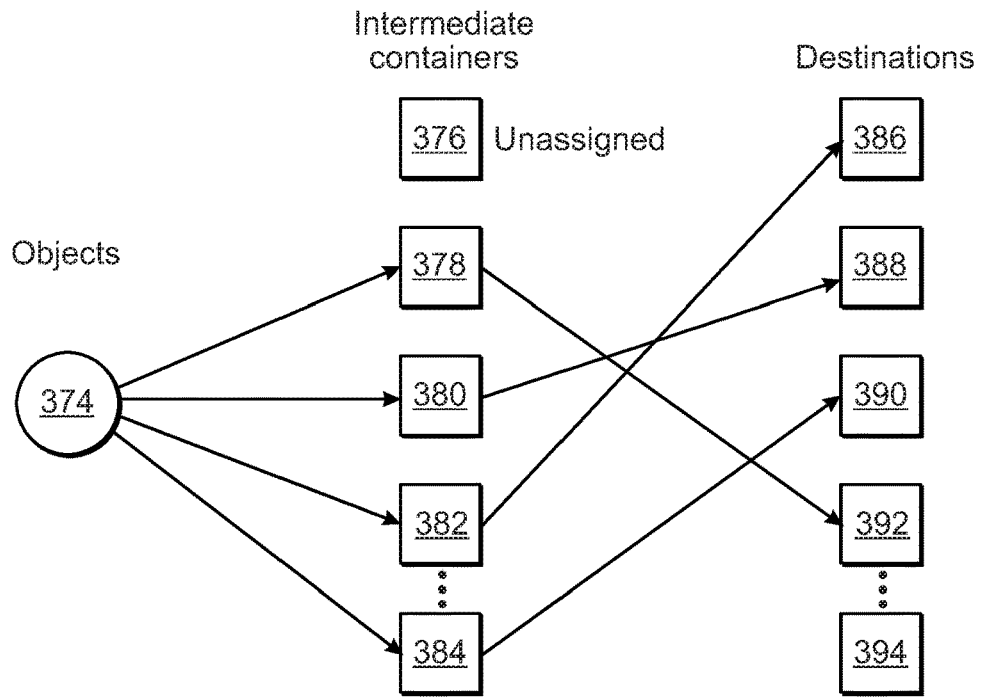 Intermediate
containers
Destinations
376 Unassigned
386
Objects
378
388
374
380
390
382
392
384
394